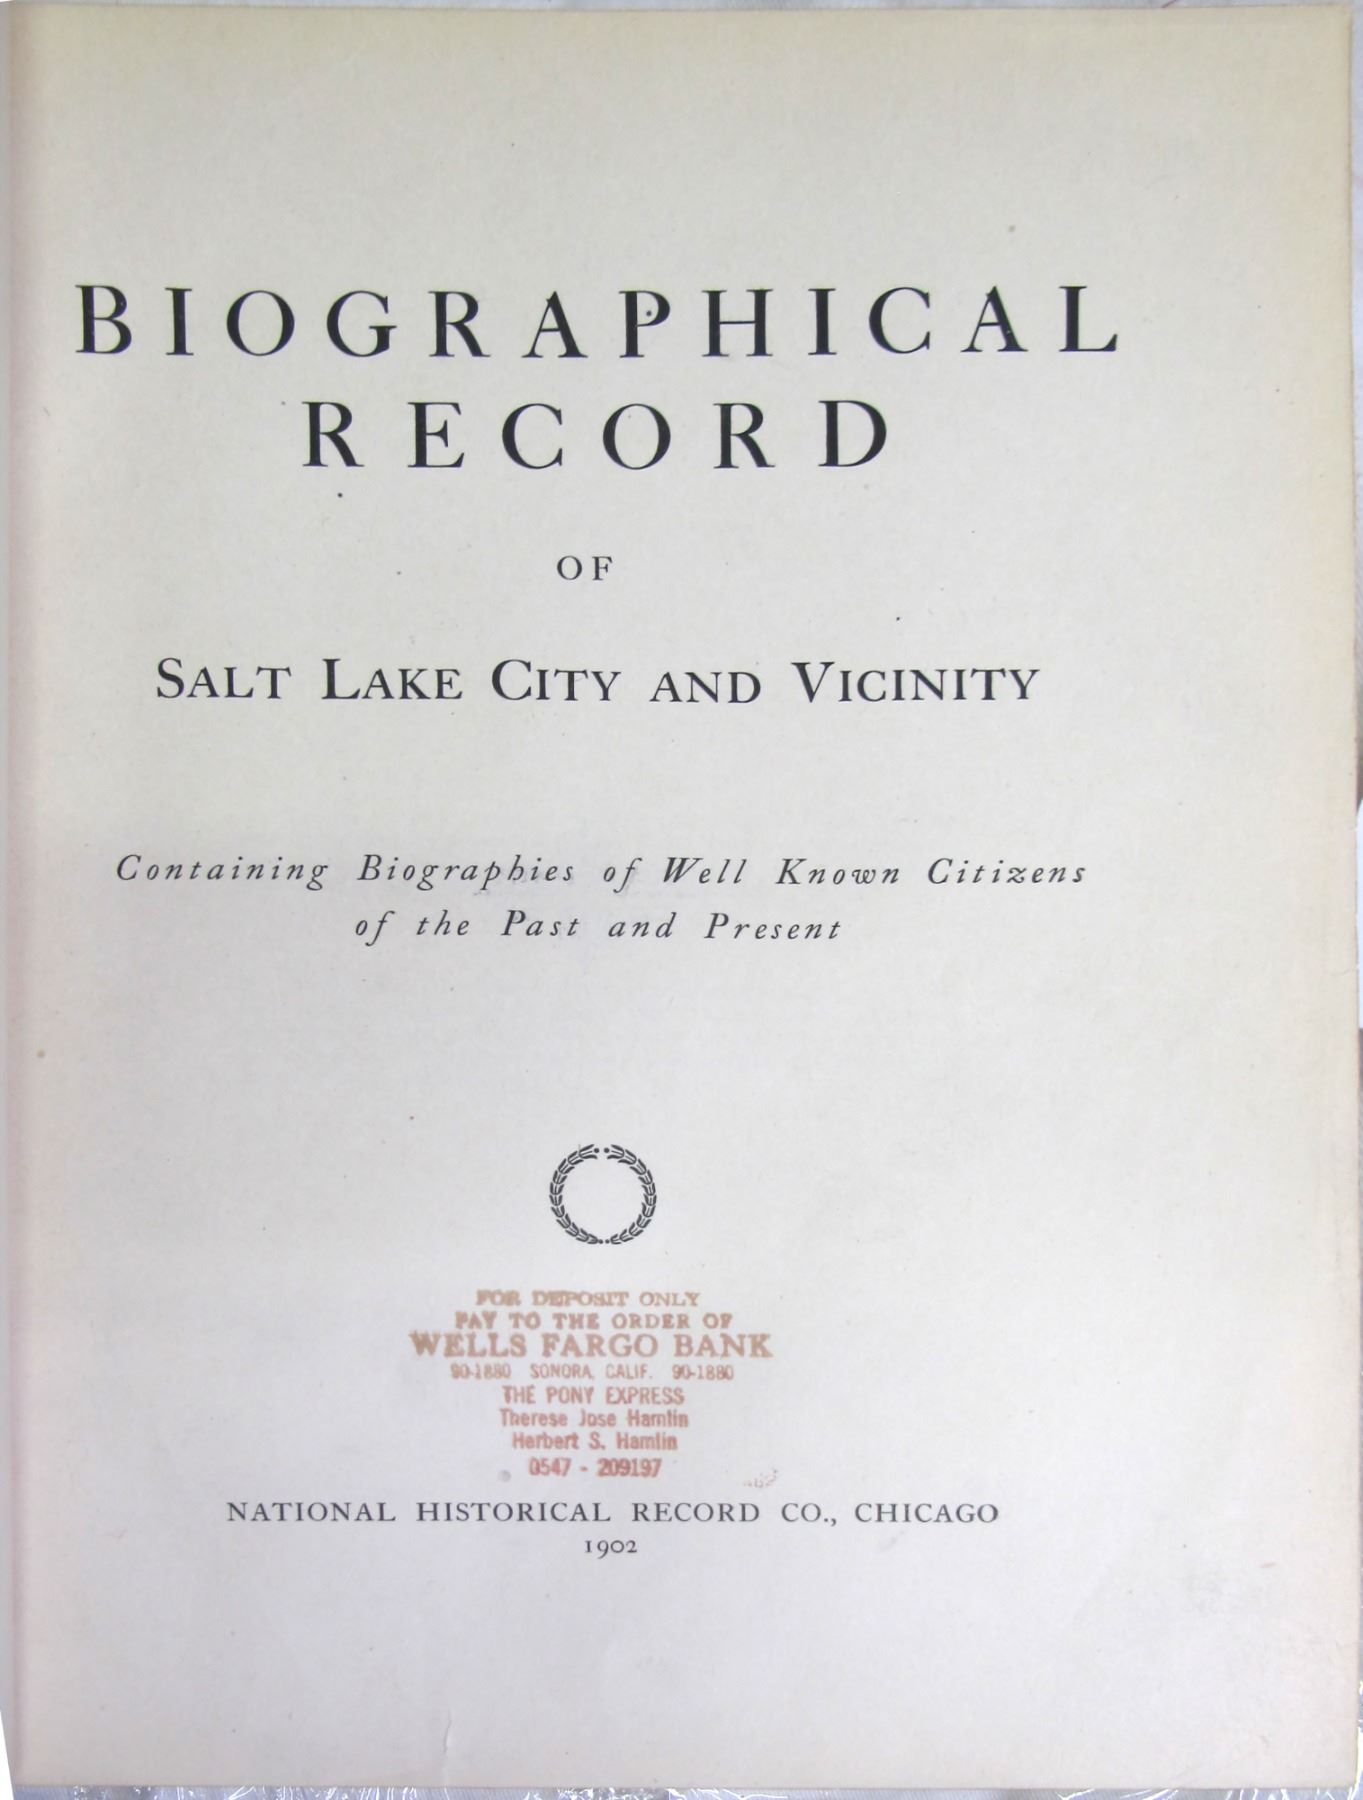 BIOGRAPHICAL
RECORD
OF
SALT LAKE CITY AND VICINITY
Containing Biographies of Well Known Citizens
of the Past and Present
FOR DEPOSIT ONLY
PAY TO THE ORDER OF
WELLS FARGO BANK
90-1880 SONORA, CALIF. 90-1880
THE PONY EXPRESS
Therese Jose Hamlin
Herbert S. Hamlin
0547 - 209197
NATIONAL HISTORICAL RECORD CO., CHICAGO
1902